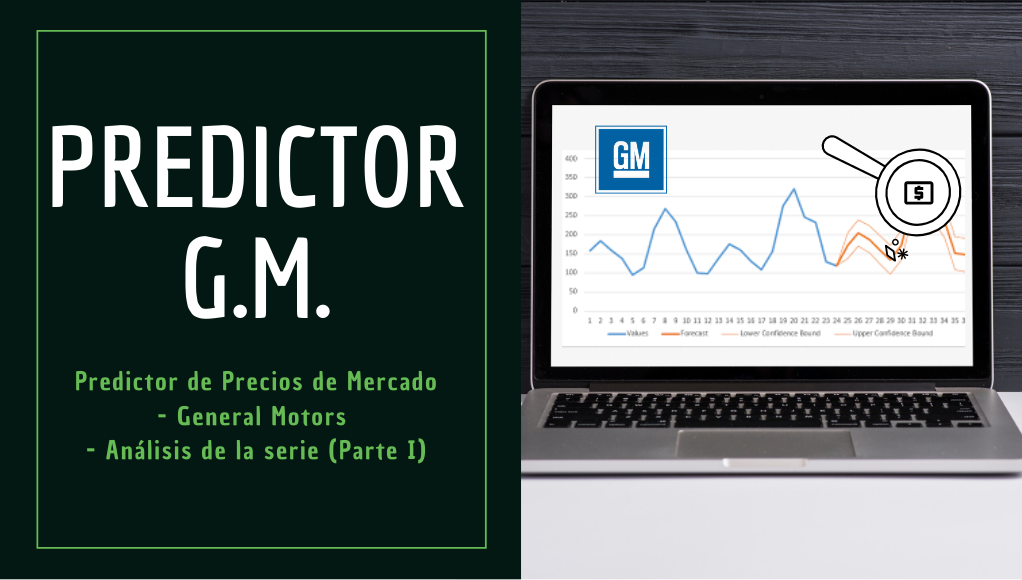 PREDICTOR
G.M.
Predictor de Precios de Mercado
- General Motors
- Análisis de la serie (Parte I)
GM
$
400
350
300
250
200
150
100
50
0
1 2 3 4 5 6 7 8 9 10 11 12 13 14 15 16 17 18 19 20 21 22 23 24 25 26 27 28 29 30 31 32 33 34 35 3
Values Forecast Lower Confidence Bound Upper Confidence Bound